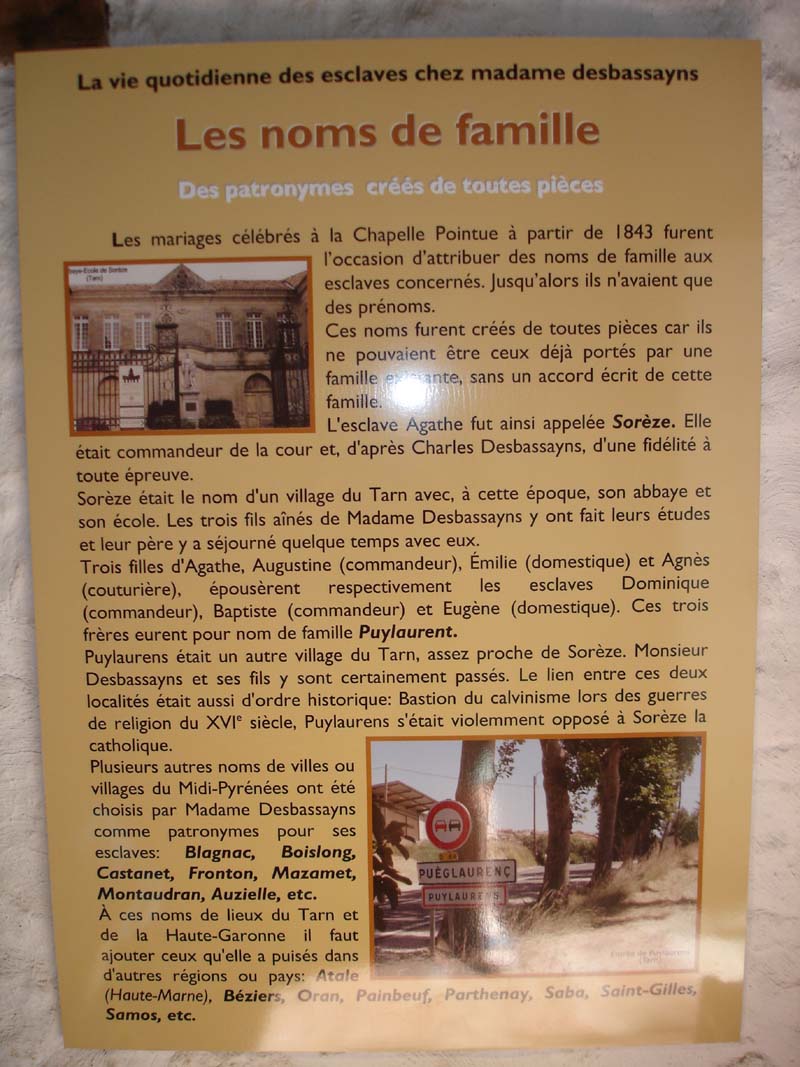 La vie quotidienne des esclaves chez madame desbassayns
Les noms de famille
Des patronymes créés de toutes pièces
Les mariages célébrés à la Chapelle Pointue à partir de 1843 furent
l'occasion d'attribuer des noms de famille aux
esclaves concernés. Jusqu'alors ils n'avaient que
des prénoms.
Ces noms furent créés de toutes pièces car ils
ne pouvaient être ceux déjà portés par une
famille existante, sans un accord écrit de cette
famille.
L'esclave Agathe fut ainsi appelée Sorèze. Elle
était commandeur de la cour et, d'après Charles Desbassayns, d'une fidélité à
toute épreuve.
Sorèze était le nom d'un village du Tarn avec, à cette époque, son abbaye et
son école. Les trois fils aînés de Madame Desbassayns y ont fait leurs études
et leur père y a séjourné quelque temps avec eux.
Trois filles d'Agathe, Augustine (commandeur), Émilie (domestique) et Agnès
(couturière), épousèrent respectivement les esclaves Dominique
(commandeur), Baptiste (commandeur) et Eugène (domestique). Ces trois
frères eurent pour nom de famille Puylaurent.
Puylaurens était un autre village du Tarn, assez proche de Sorèze. Monsieur
Desbassayns et ses fils y sont certainement passés. Le lien entre ces deux
localités était aussi d'ordre historique: Bastion du calvinisme lors des guerres
de religion du XVIe siècle, Puylaurens s'était violemment opposé à Sorèze la
catholique.
Plusieurs autres noms de villes ou
villages du Midi-Pyrénées ont été
choisis par Madame Desbassayns
comme patronymes pour ses
esclaves: Blagnac, Boislong,
Castanet, Fronton, Mazamet,
Montaudran, Auzielle, etc.
À ces noms de lieux du Tarn et
de la Haute-Garonne il faut
ajouter ceux qu'elle a puisés dans
d'autres régions ou pays: Atale
(Haute-Marne), Béziers, Oran, Painbeuf, Parthenay, Saba, Saint-Gilles,
Samos, etc.
baye-Ecole de Sorèze
(Tarn)
PUÈGLAURENÇ
PUYLAURENS
Entrée de Puylaurens
(Tarn)